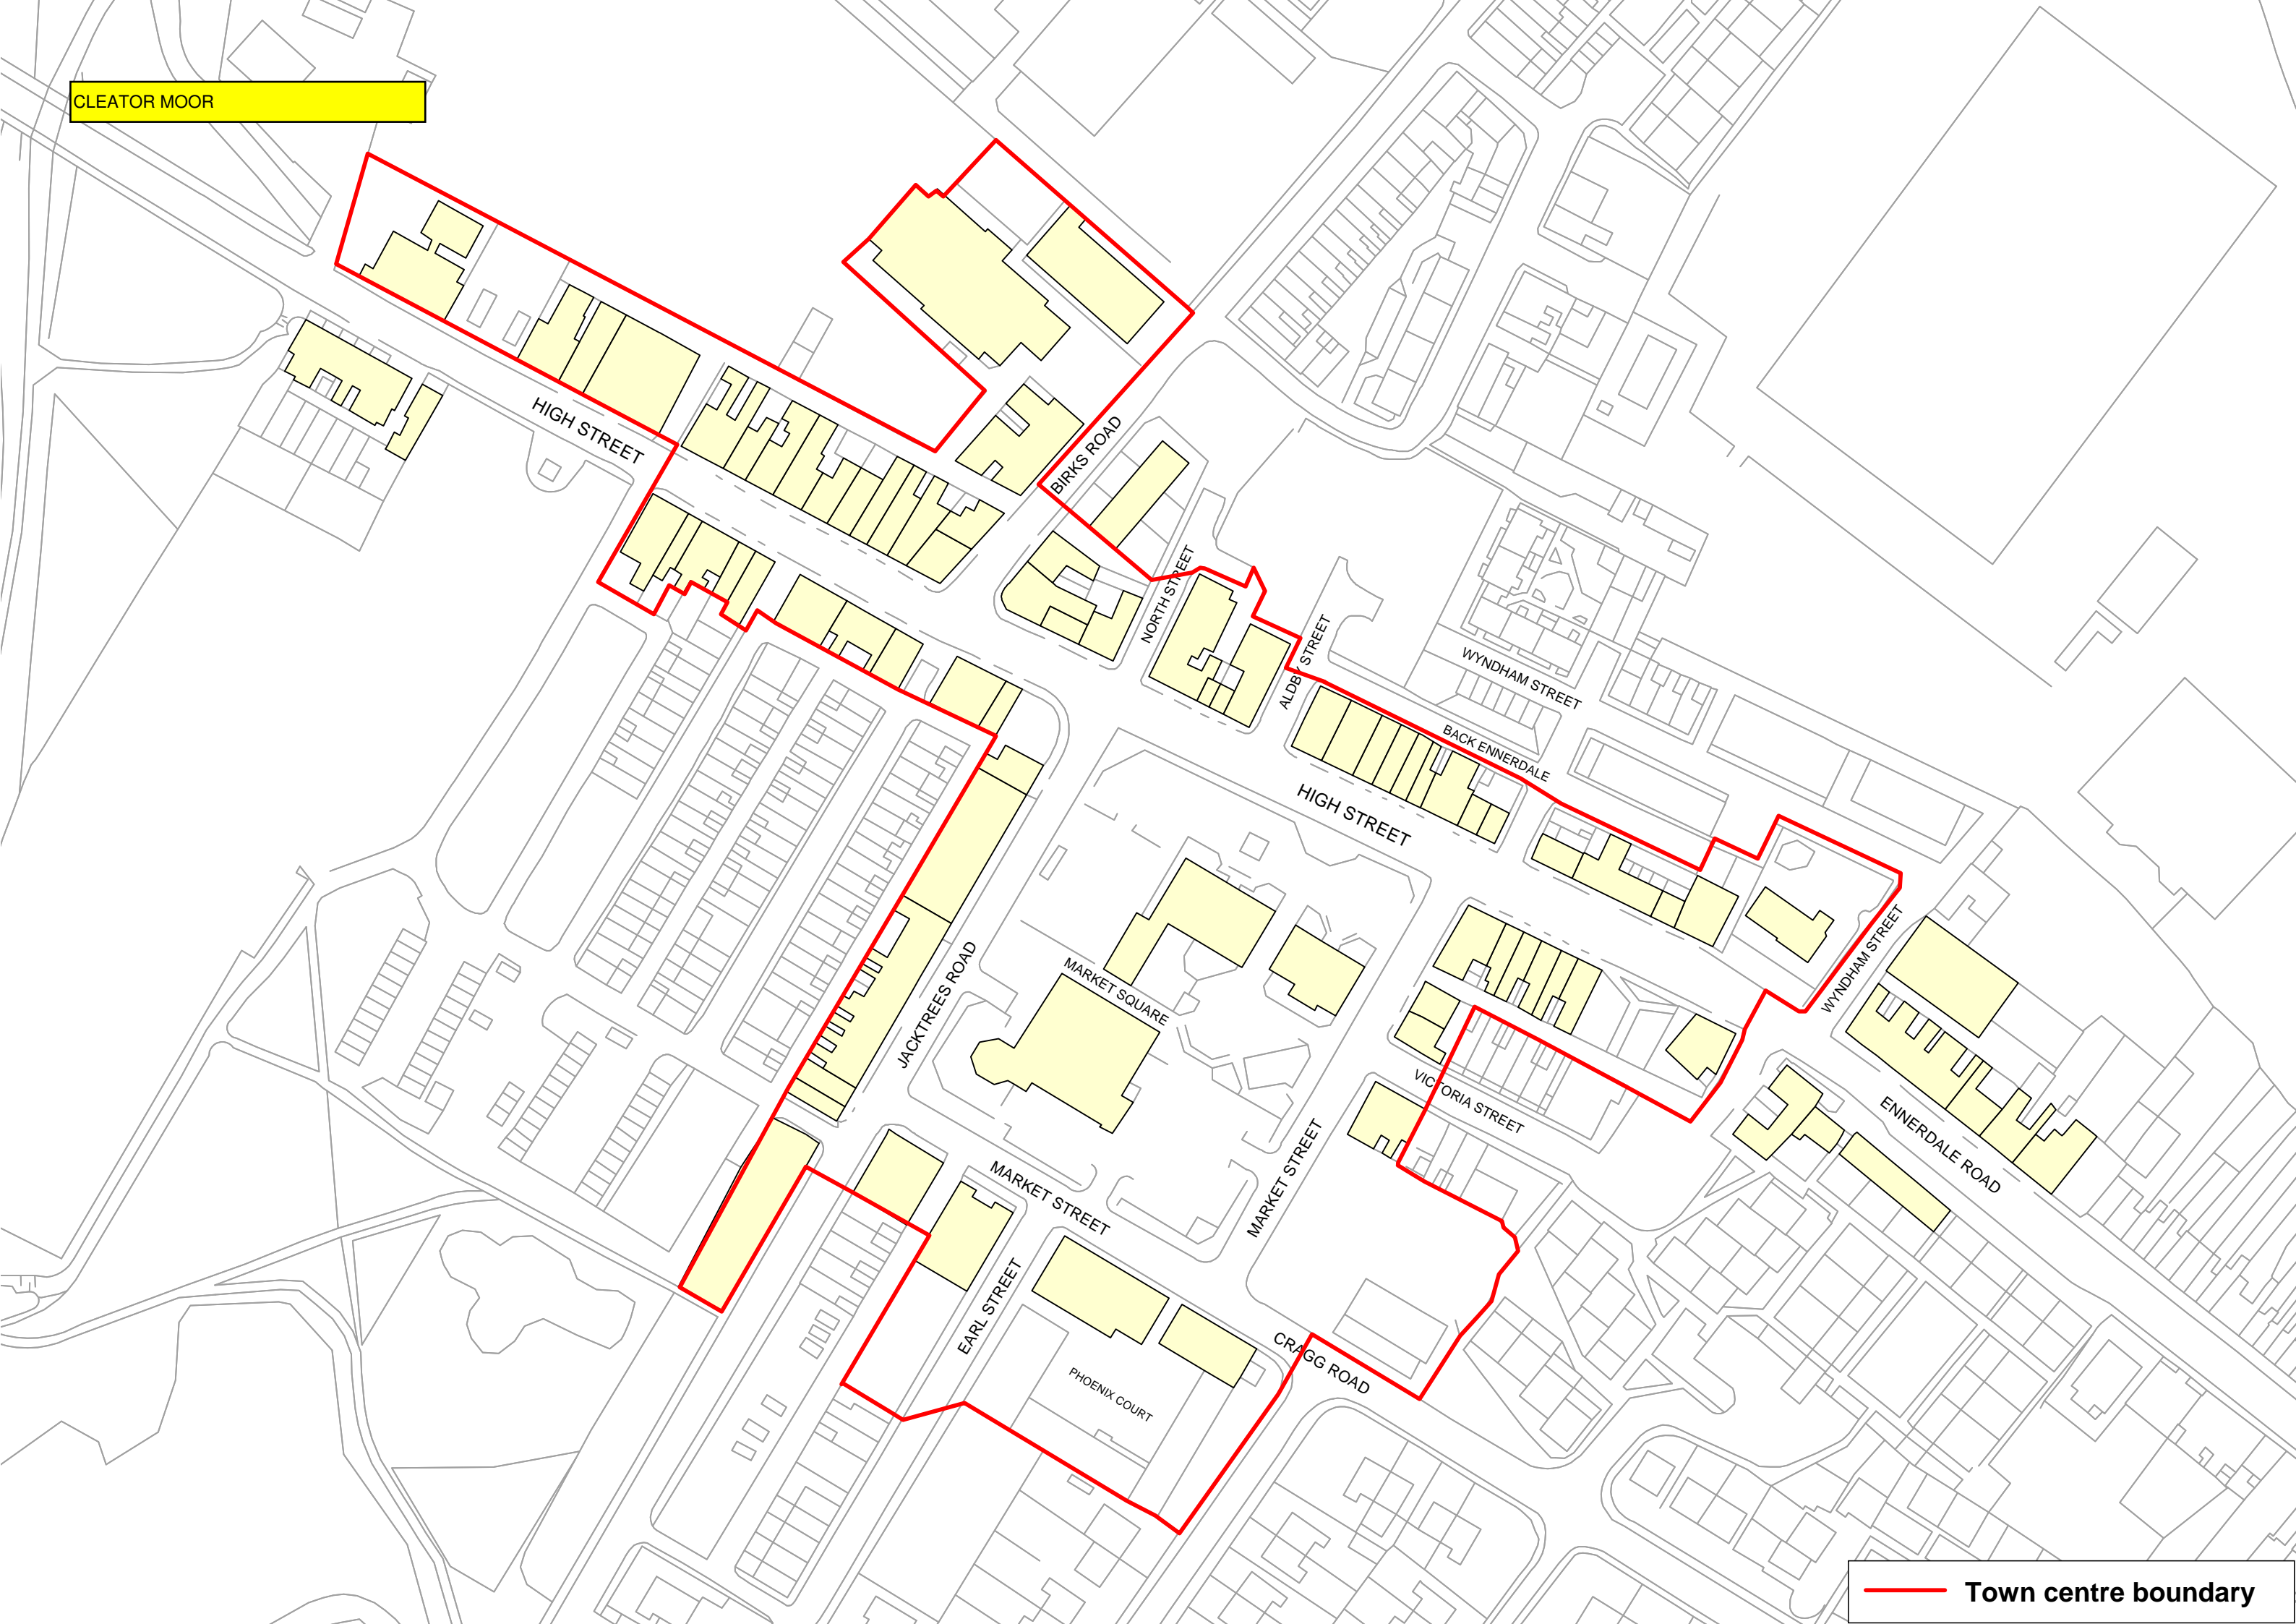 CLEATOR MOOR
HIGH STREET
BIRKS ROAD
NORTH STREET
ALDBY STREET
WYNDHAM STREET
BACK ENNERDALE
HIGH STREET
WYNDHAM STREET
MARKET SQUARE
JACKTREES ROAD
VICTORIA STREET
ENNERDALE ROAD
MARKET STREET
MARKET STREET
EARL STREET
CRAGG ROAD
PHOENIX COURT
Town centre boundary